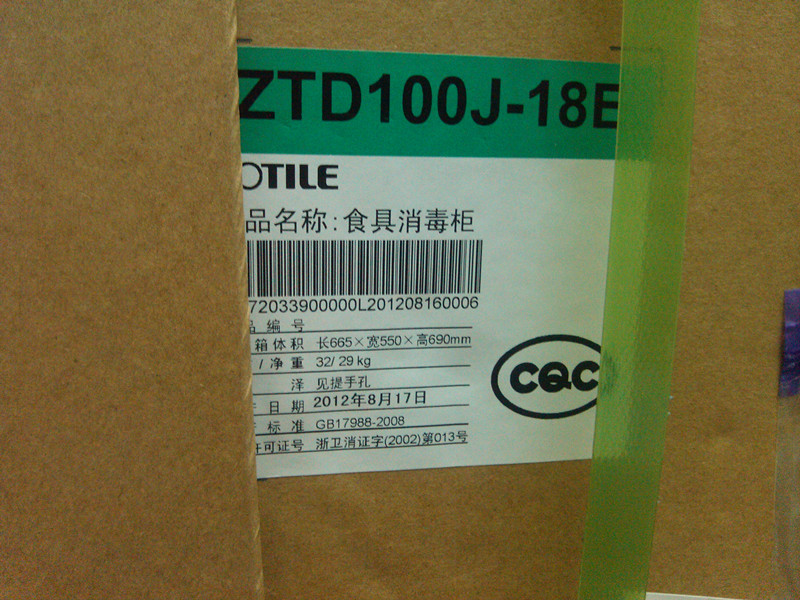 ZTD100J-18E
OTILE
品名称:食具消毒柜
72033900000L201208160006
品编号
箱体积 长665×宽550×高690mm
/净重 32/29kg
泽 见提手孔
日期 2012年8月17日
标准 GB17988-2008
许可证号 浙卫消证字(2002)第013号
CQC